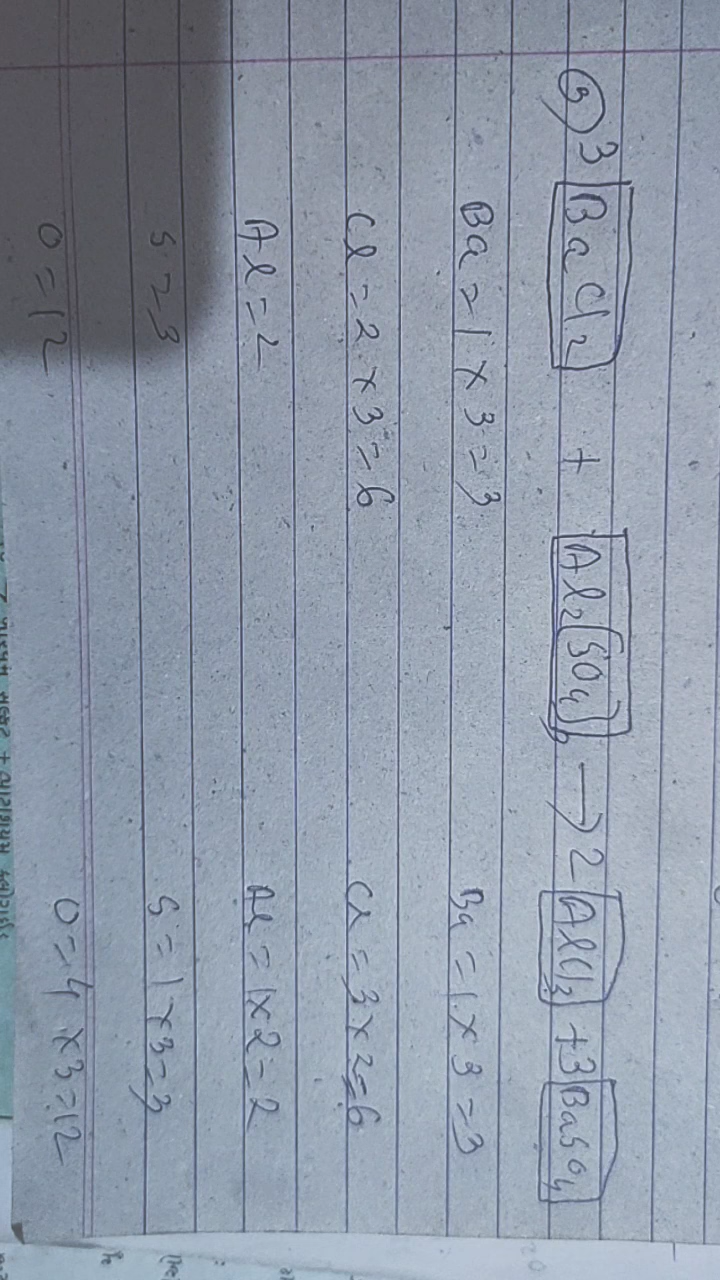 ③ 3 BaCl2 + Al2(SO4)3 → 2 AlCl3 + 3 BaSO4
Ba = 1 × 3 = 3 Ba = 1 × 3 = 3
Cl = 2 × 3 = 6 Cl = 3 × 2 = 6
Al = 2 Al = 1 × 2 = 2
S = 3 S = 1 × 3 = 3
O = 12 O = 4 × 3 = 12